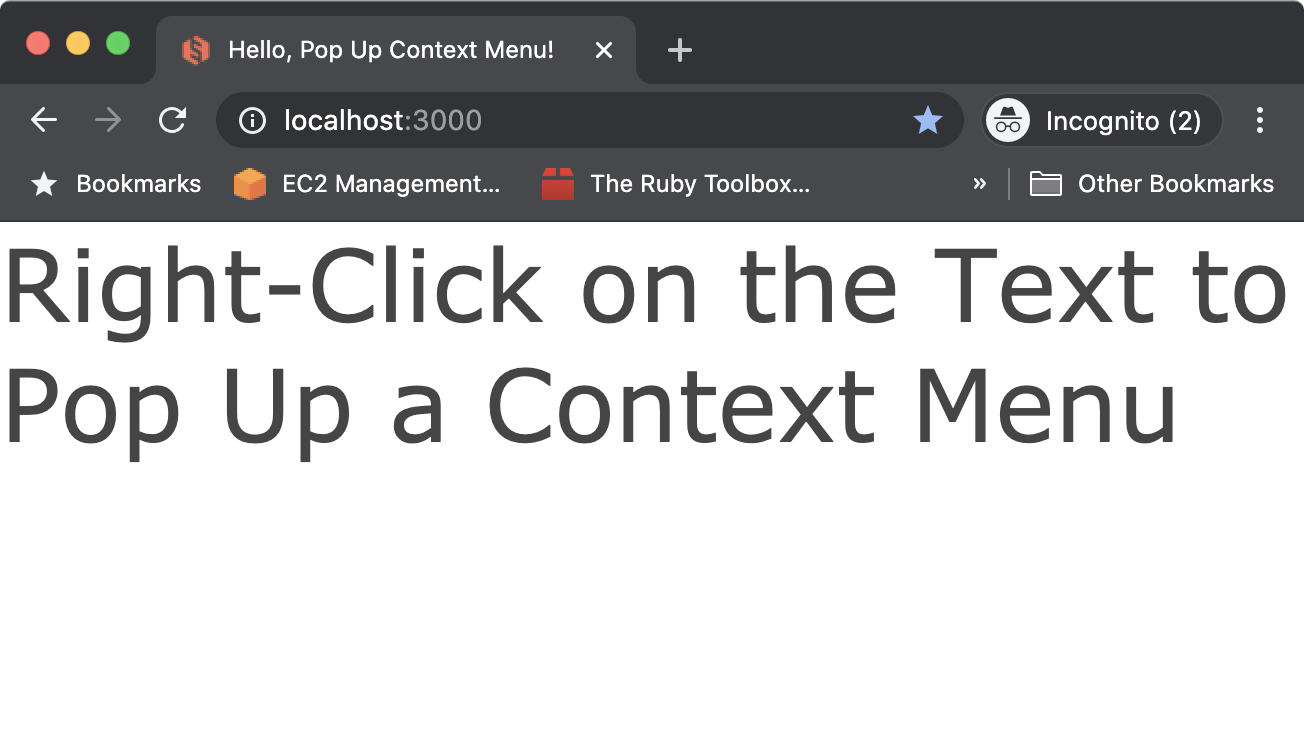 Hello, Pop Up Context Menu!
localhost:3000
Incognito (2)
Bookmarks
EC2 Management...
The Ruby Toolbox...
»
Other Bookmarks
Right-Click on the Text to
Pop Up a Context Menu